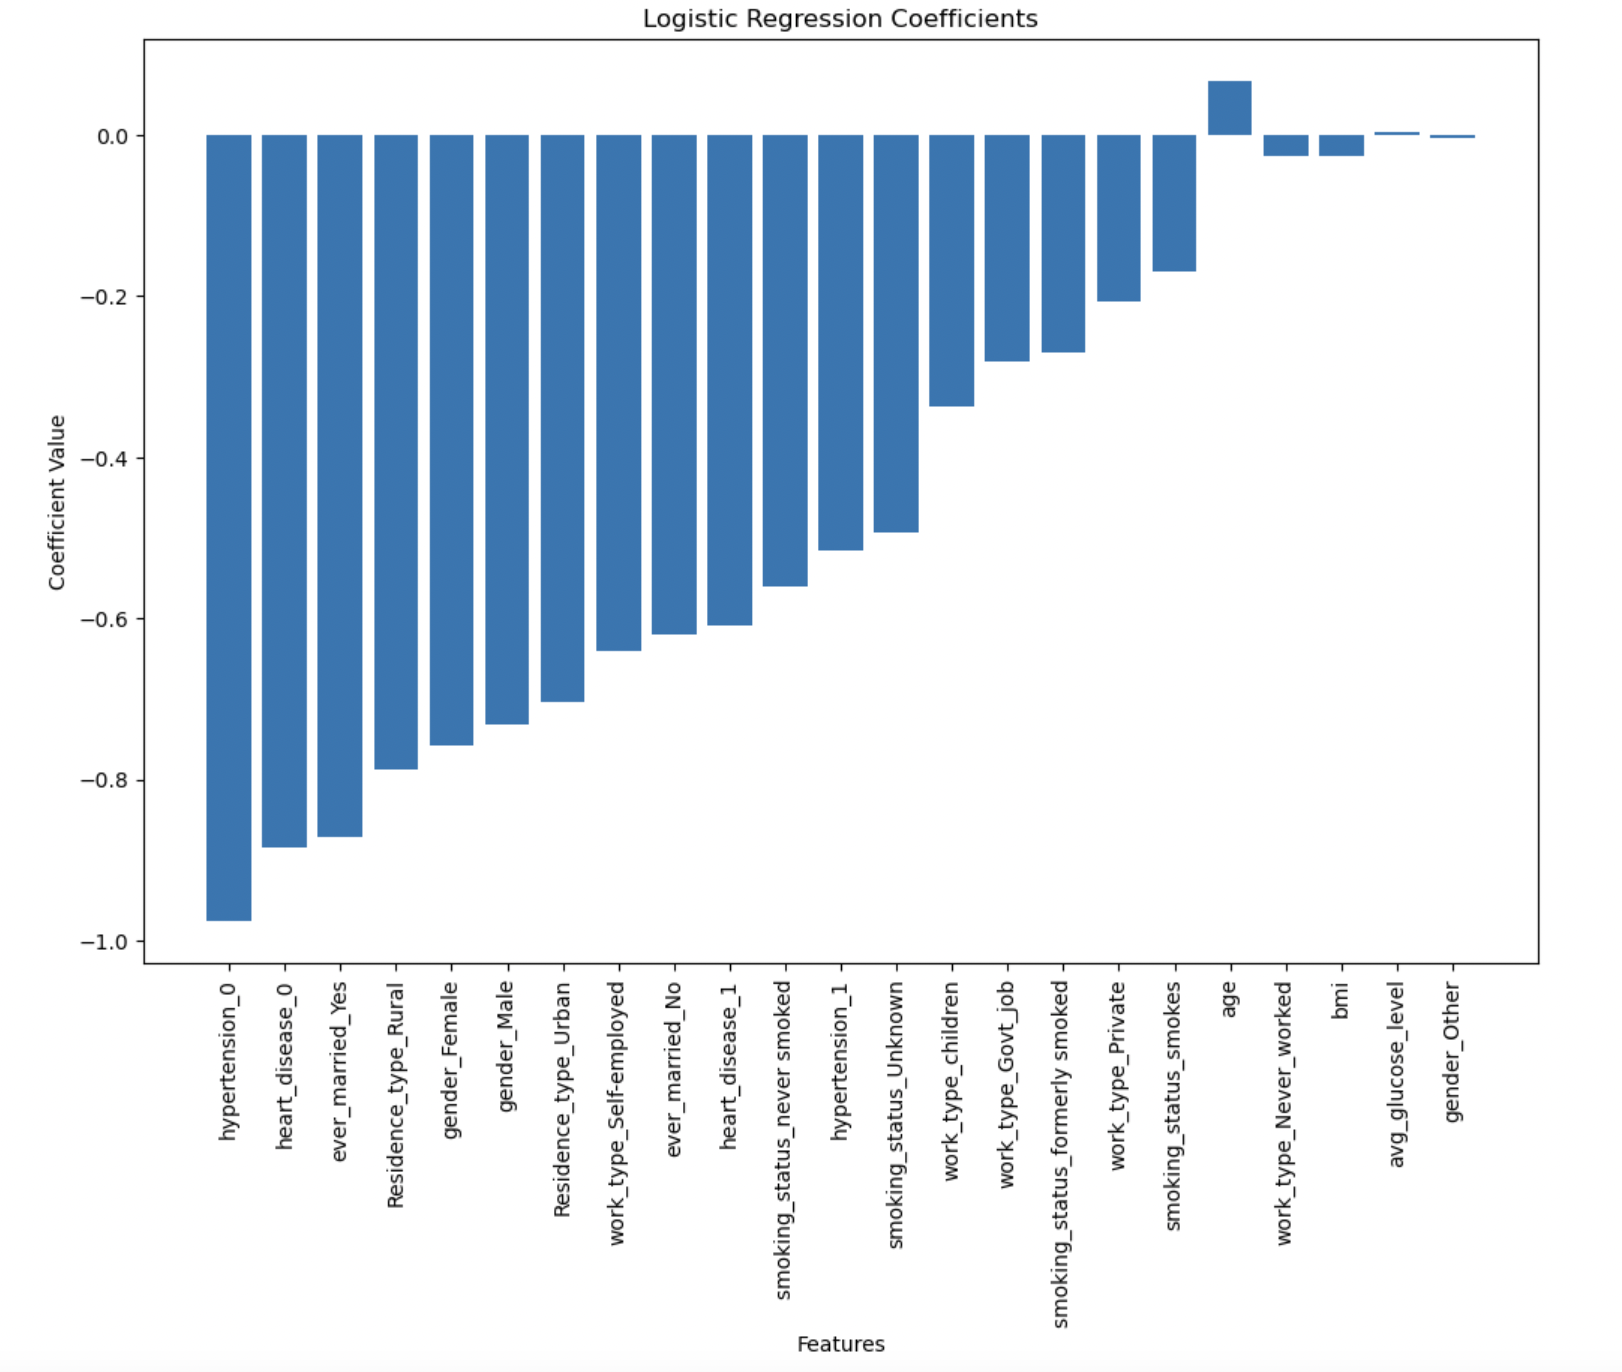 Logistic Regression Coefficients
Coefficient Value
0.0
−0.2
−0.4
−0.6
−0.8
−1.0
hypertension_0
heart_disease_0
ever_married_Yes
Residence_type_Rural
gender_Female
gender_Male
Residence_type_Urban
work_type_Self-employed
ever_married_No
heart_disease_1
smoking_status_never smoked
hypertension_1
smoking_status_Unknown
work_type_children
work_type_Govt_job
smoking_status_formerly smoked
work_type_Private
smoking_status_smokes
age
work_type_Never_worked
bmi
avg_glucose_level
gender_Other
Features